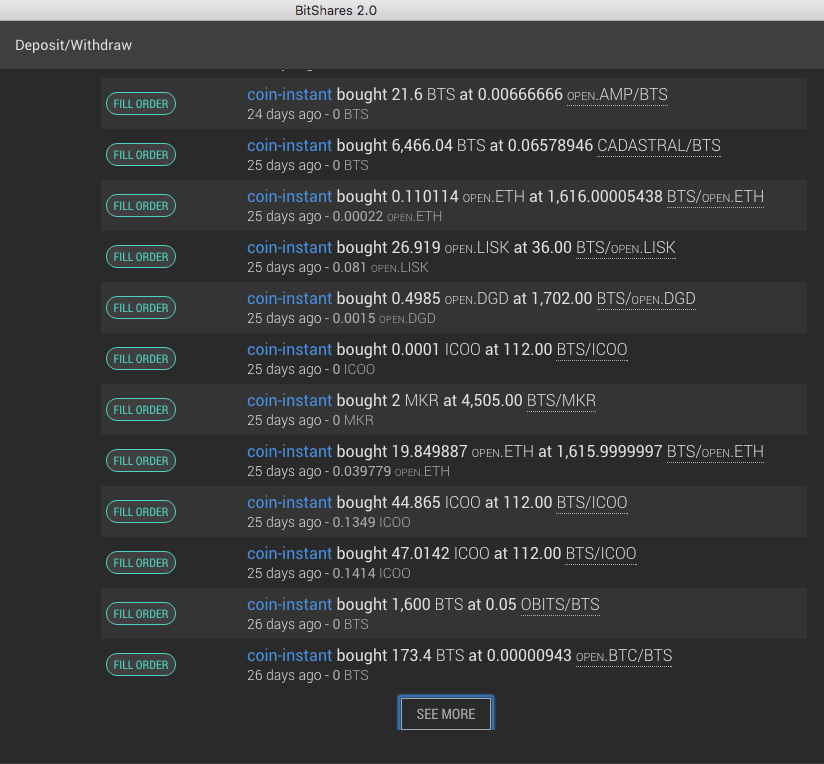 BitShares 2.0
Deposit/Withdraw
FILL ORDER
coin-instant bought 21.6 BTS at 0.00666666 OPEN.AMP/BTS
24 days ago - 0 BTS
FILL ORDER
coin-instant bought 6,466.04 BTS at 0.06578946 CADASTRAL/BTS
25 days ago - 0 BTS
FILL ORDER
coin-instant bought 0.110114 OPEN.ETH at 1,616.00005438 BTS/OPEN.ETH
25 days ago - 0.00022 OPEN.ETH
FILL ORDER
coin-instant bought 26.919 OPEN.LISK at 36.00 BTS/OPEN.LISK
25 days ago - 0.081 OPEN.LISK
FILL ORDER
coin-instant bought 0.4985 OPEN.DGD at 1,702.00 BTS/OPEN.DGD
25 days ago - 0.0015 OPEN.DGD
FILL ORDER
coin-instant bought 0.0001 ICOO at 112.00 BTS/ICOO
25 days ago - 0 ICOO
FILL ORDER
coin-instant bought 2 MKR at 4,505.00 BTS/MKR
25 days ago - 0 MKR
FILL ORDER
coin-instant bought 19.849887 OPEN.ETH at 1,615.9999997 BTS/OPEN.ETH
25 days ago - 0.039779 OPEN.ETH
FILL ORDER
coin-instant bought 44.865 ICOO at 112.00 BTS/ICOO
25 days ago - 0.1349 ICOO
FILL ORDER
coin-instant bought 47.0142 ICOO at 112.00 BTS/ICOO
25 days ago - 0.1414 ICOO
FILL ORDER
coin-instant bought 1,600 BTS at 0.05 OBITS/BTS
26 days ago - 0 BTS
FILL ORDER
coin-instant bought 173.4 BTS at 0.00000943 OPEN.BTC/BTS
26 days ago - 0 BTS
SEE MORE